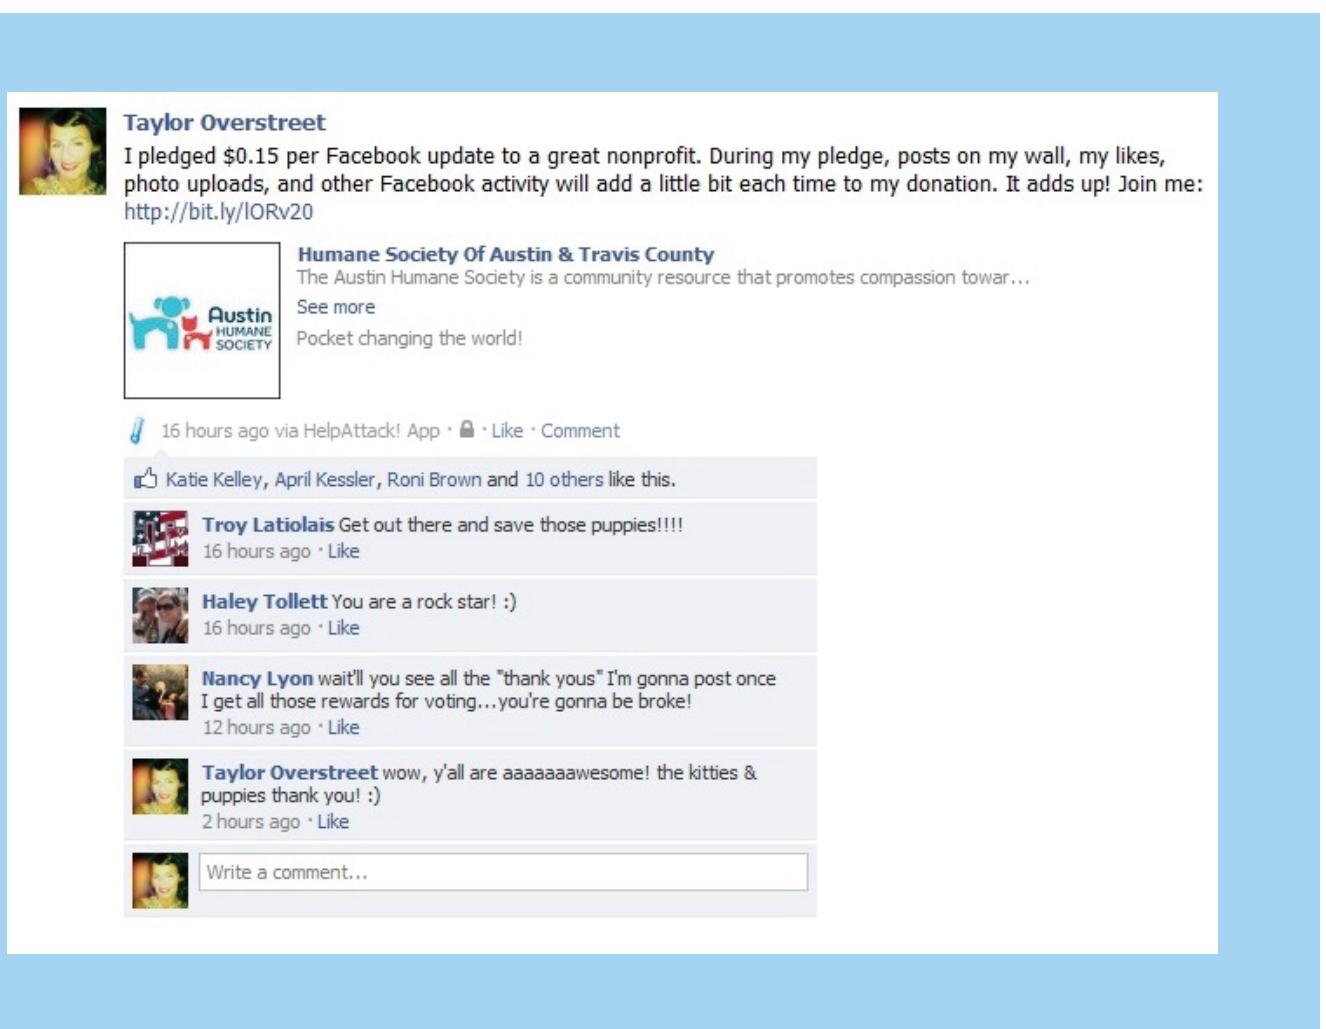 Taylor Overstreet
I pledged $0.15 per Facebook update to a great nonprofit. During my pledge, posts on my wall, my likes,
photo uploads, and other Facebook activity will add a little bit each time to my donation. It adds up! Join me:
http://bit.ly/lORv20
Austin
HUMANE
SOCIETY
Humane Society Of Austin & Travis County
The Austin Humane Society is a community resource that promotes compassion towar...
See more
Pocket changing the world!
16 hours ago via HelpAttack! App · · Like · Comment
Katie Kelley, April Kessler, Roni Brown and 10 others like this.
Troy Latiolais Get out there and save those puppies!!!!
16 hours ago · Like
Haley Tollett You are a rock star! :)
16 hours ago · Like
Nancy Lyon wait'll you see all the "thank yous" I'm gonna post once
I get all those rewards for voting...you're gonna be broke!
12 hours ago · Like
Taylor Overstreet wow, y'all are aaaaaaawesome! the kitties &
puppies thank you! :)
2 hours ago · Like
Write a comment...